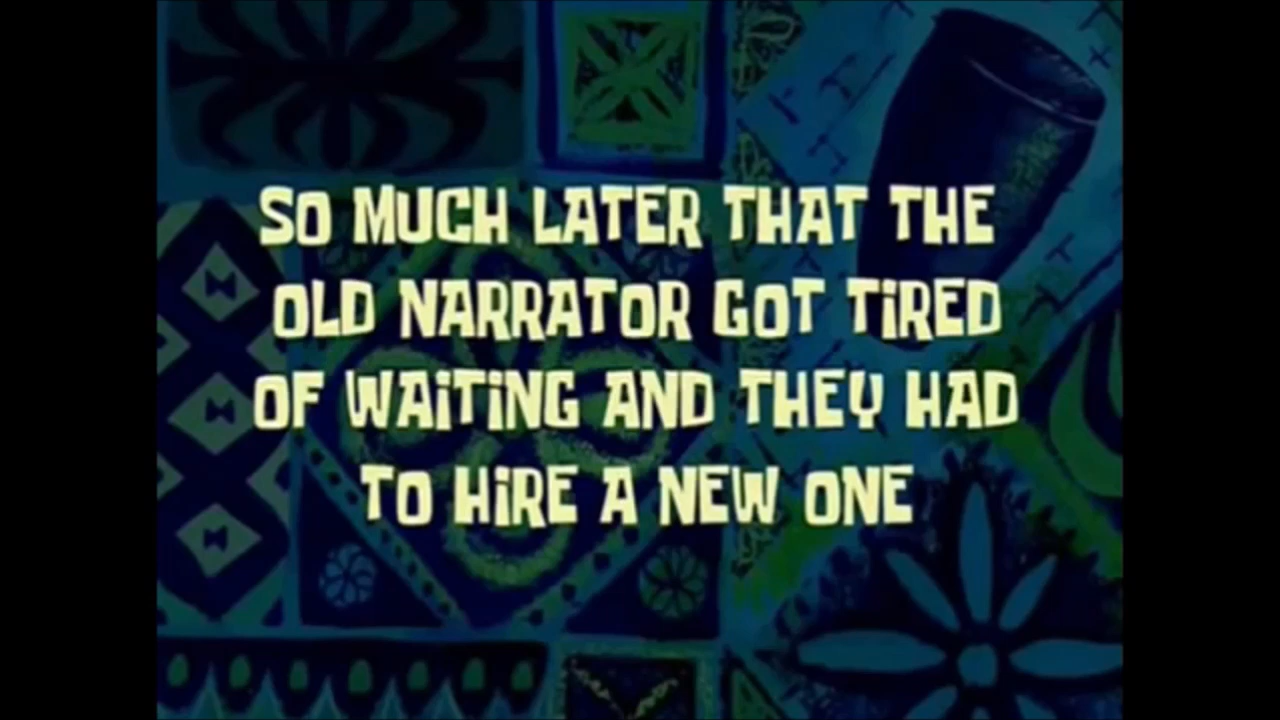 SO MUCH LATER THAT THE
OLD NARRATOR GOT TiRED
OF WAiTiNG AND THEY HAD
TO HiRE A NEW ONE